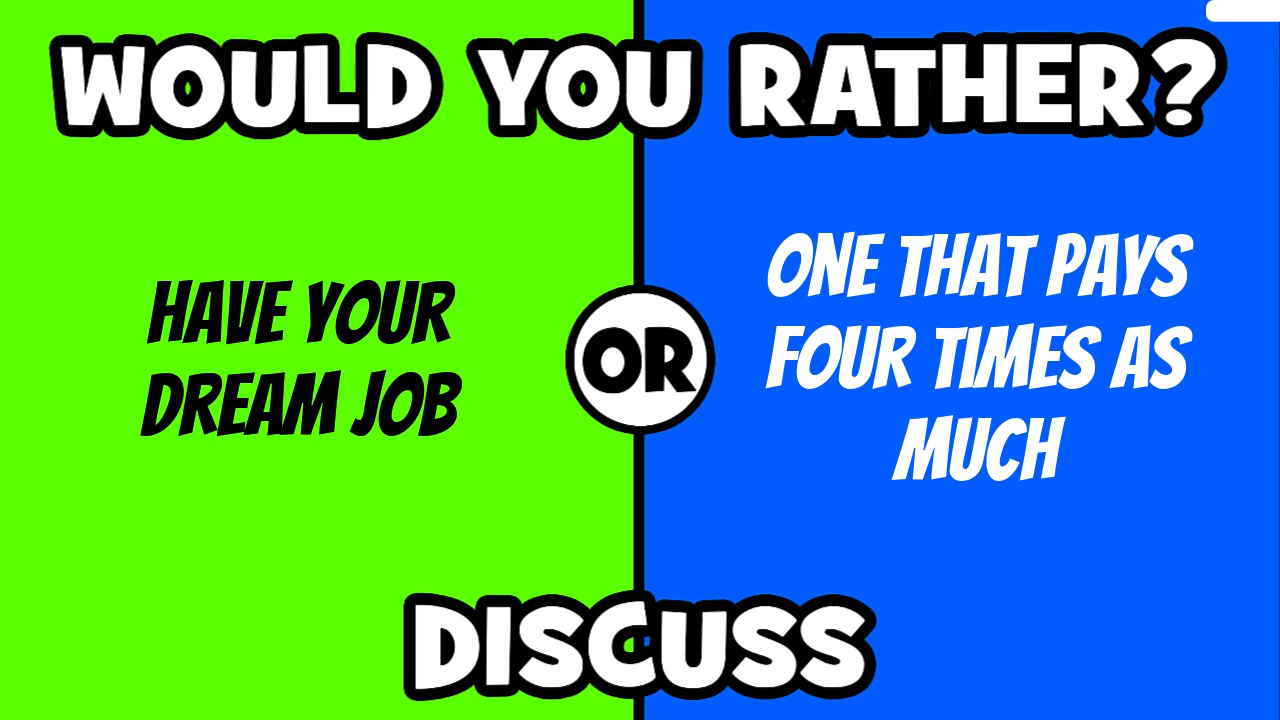 WOULD YOU RATHER?
HAVE YOUR
DREAM JOB
OR
ONE THAT PAYS
FOUR TIMES AS
MUCH
DISCUSS